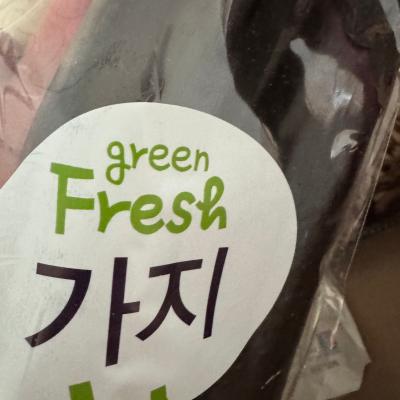 green
Fresh
가지